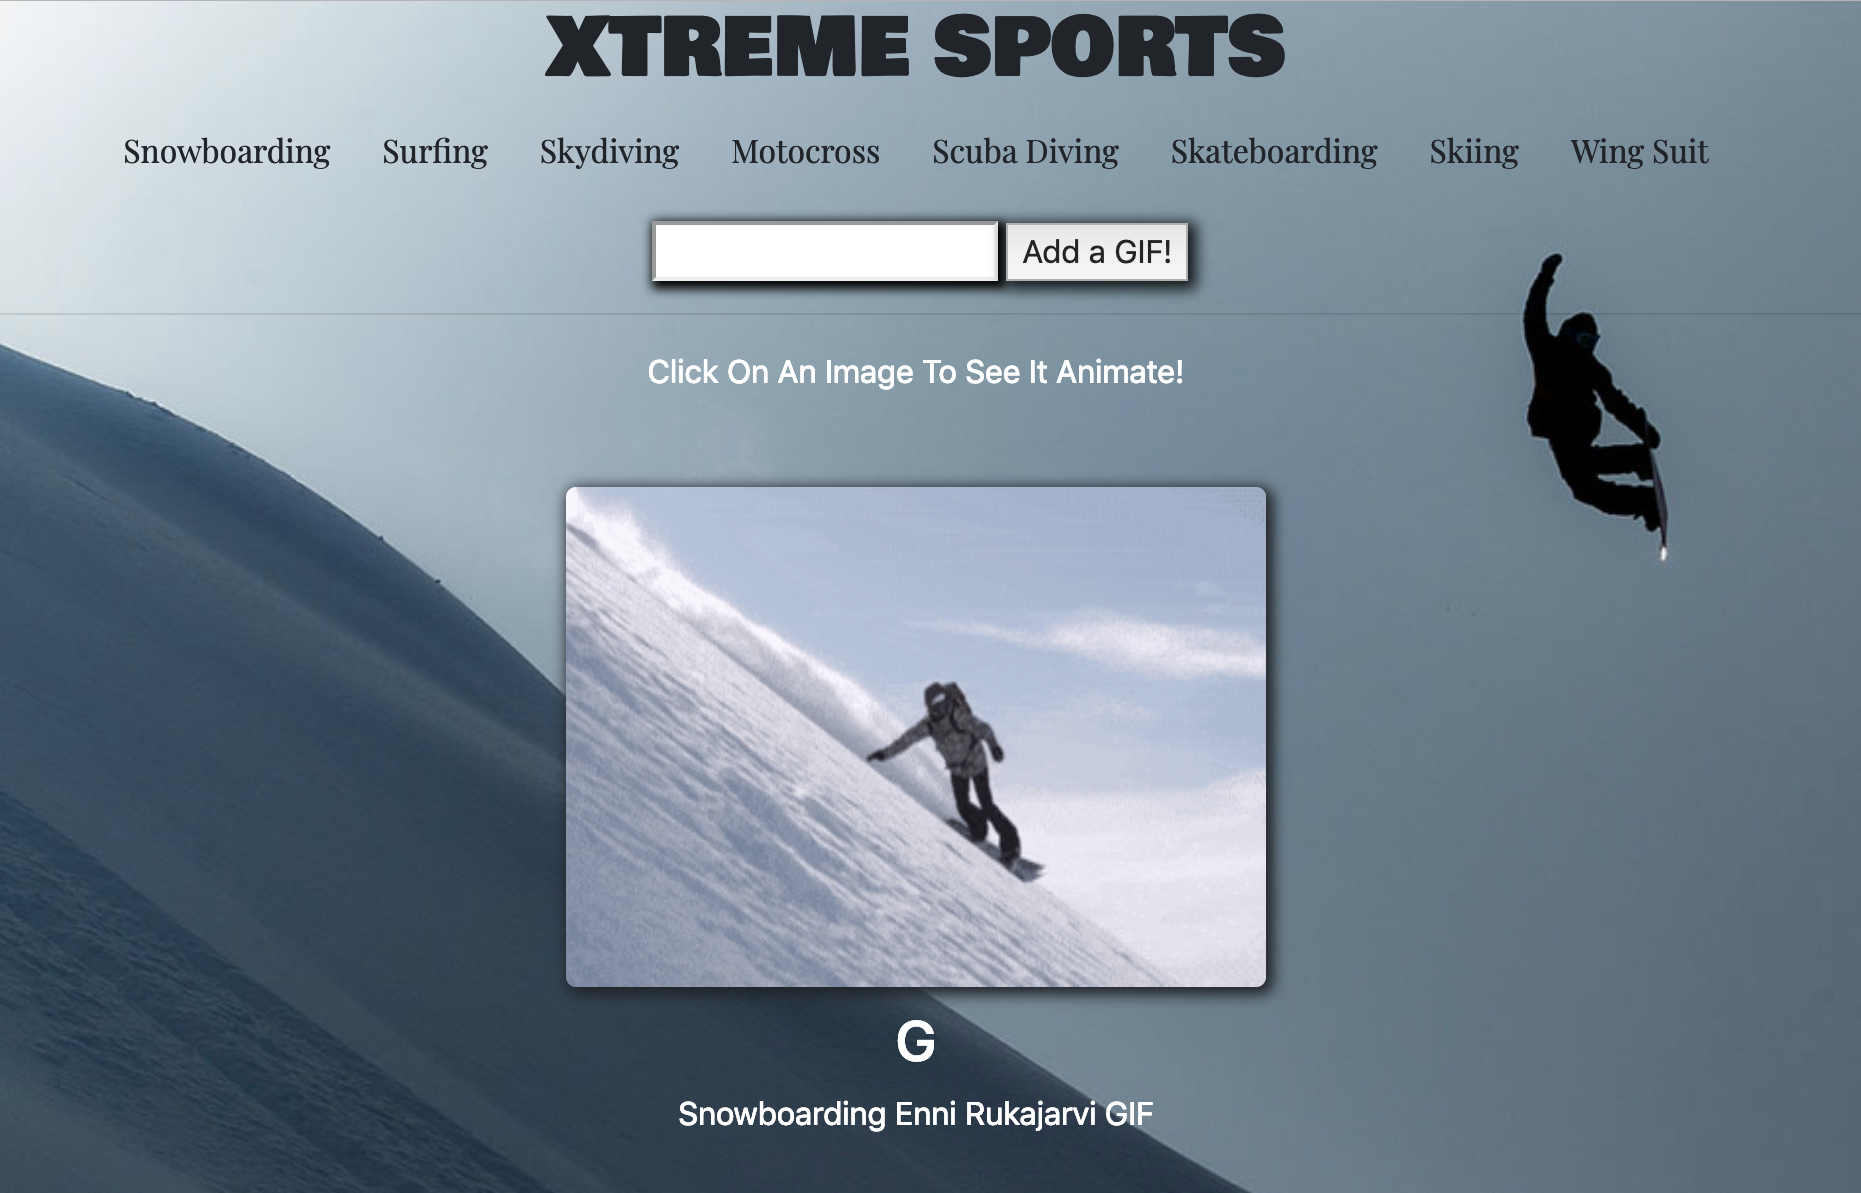 XTREME SPORTS
Snowboarding Surfing Skydiving Motocross Scuba Diving Skateboarding Skiing Wing Suit
Add a GIF!
Click On An Image To See It Animate!
G
Snowboarding Enni Rukajarvi GIF